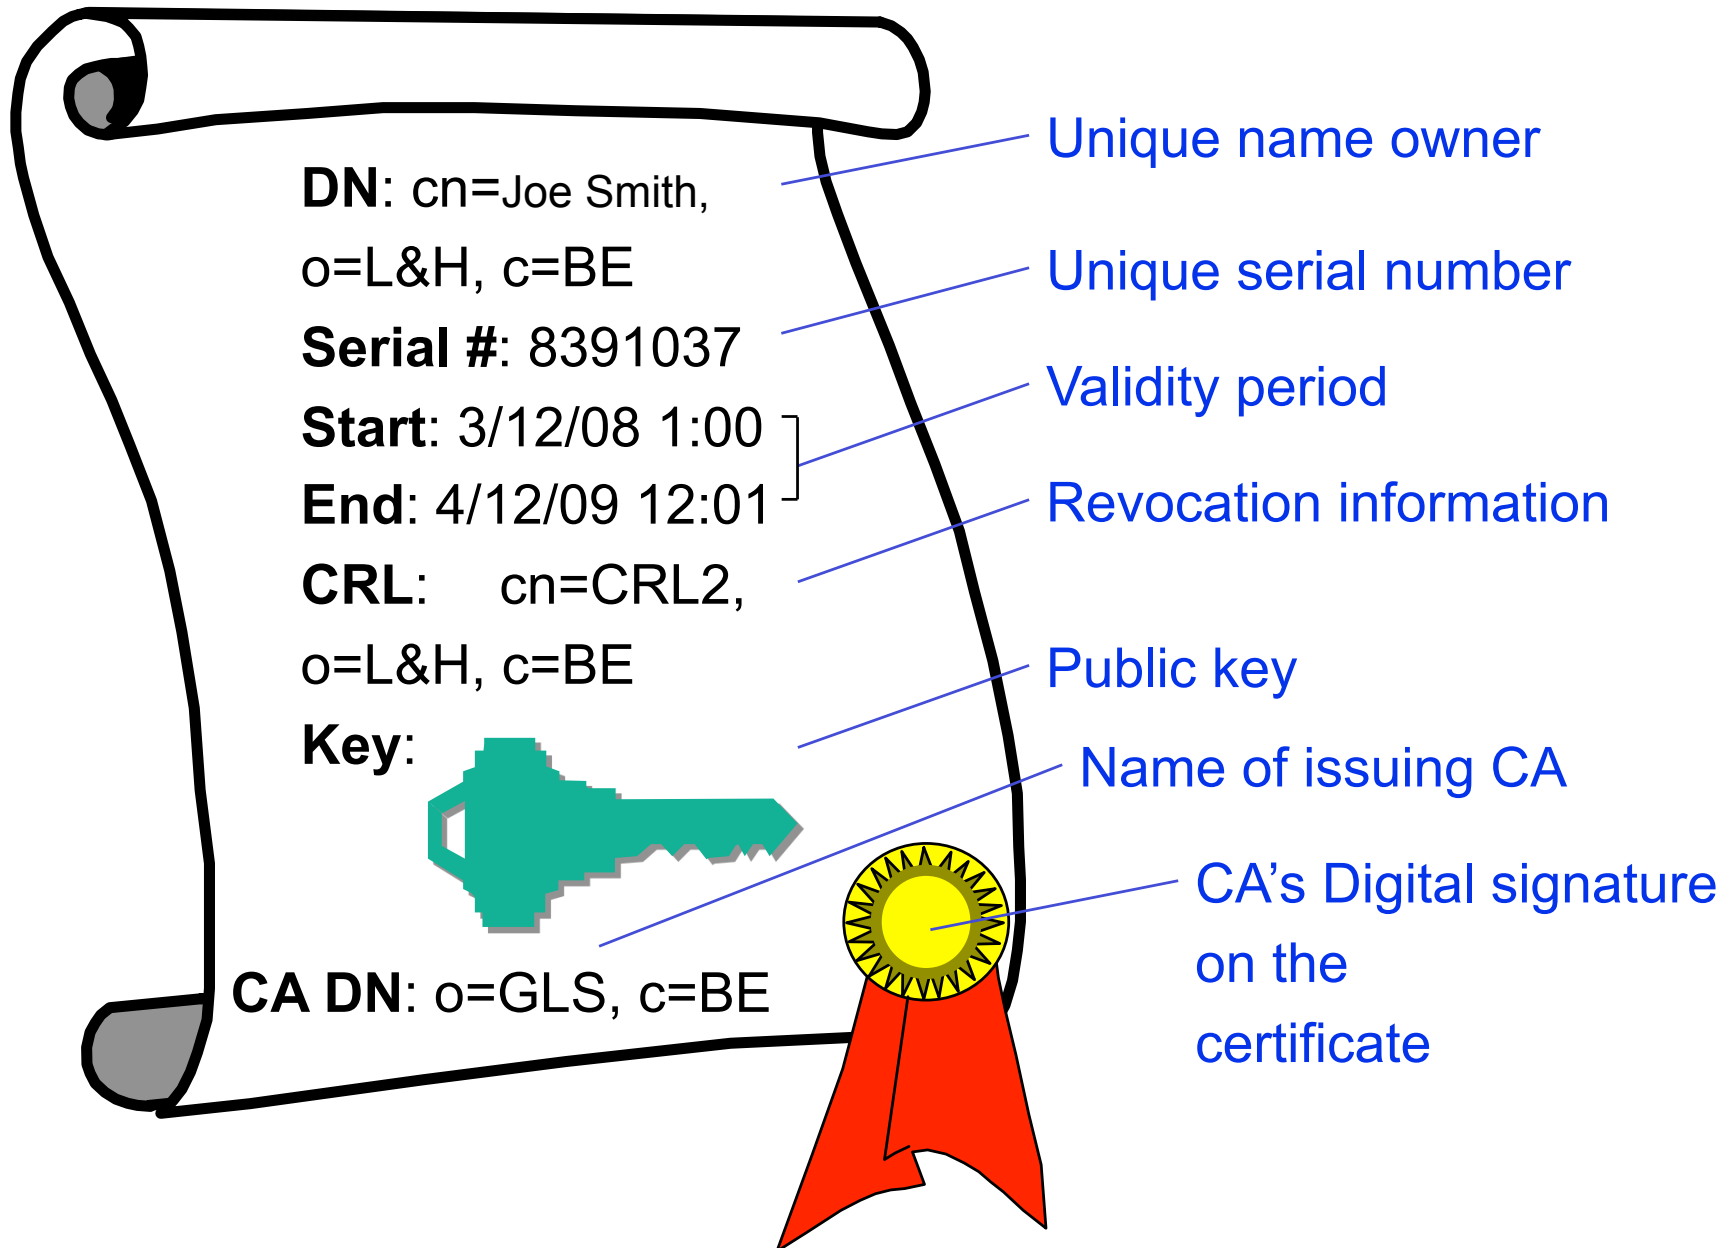 DN: cn=Joe Smith,
o=L&H, c=BE
Serial #: 8391037
Start: 3/12/08 1:00
End: 4/12/09 12:01
CRL: cn=CRL2,
o=L&H, c=BE
Key:
CA DN: o=GLS, c=BE
Unique name owner
Unique serial number
Validity period
Revocation information
Public key
Name of issuing CA
CA’s Digital signature
on the
certificate